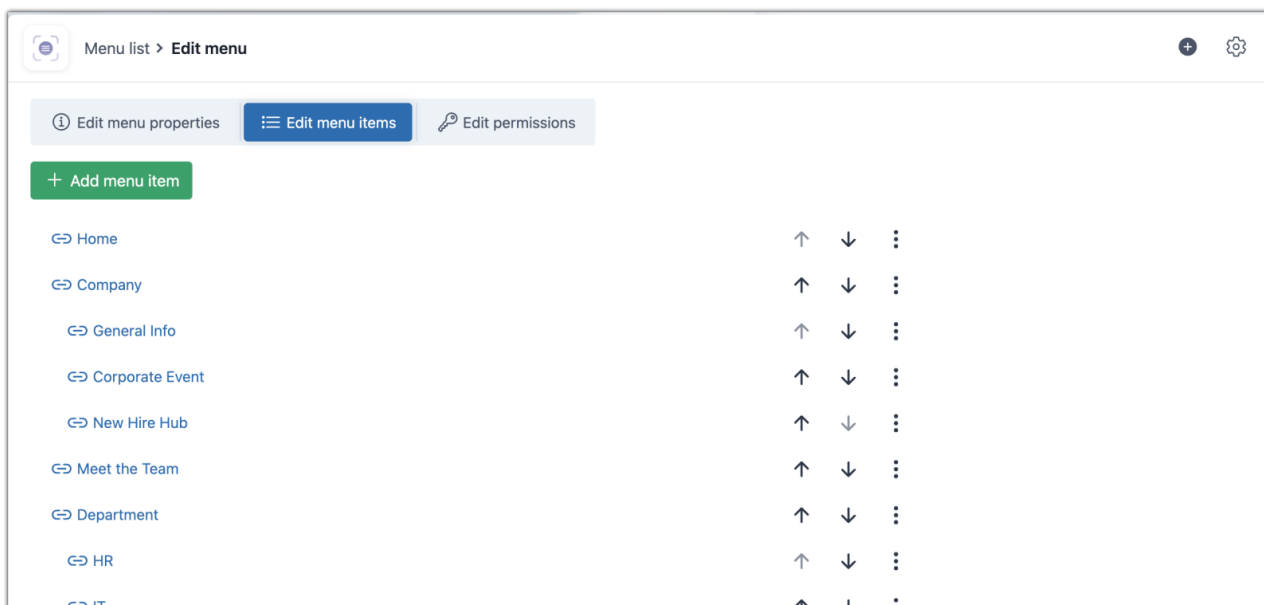 Menu list > Edit menu
Edit menu properties Edit menu items Edit permissions
+ Add menu item
Home
Company
General Info
Corporate Event
New Hire Hub
Meet the Team
Department
HR
IT